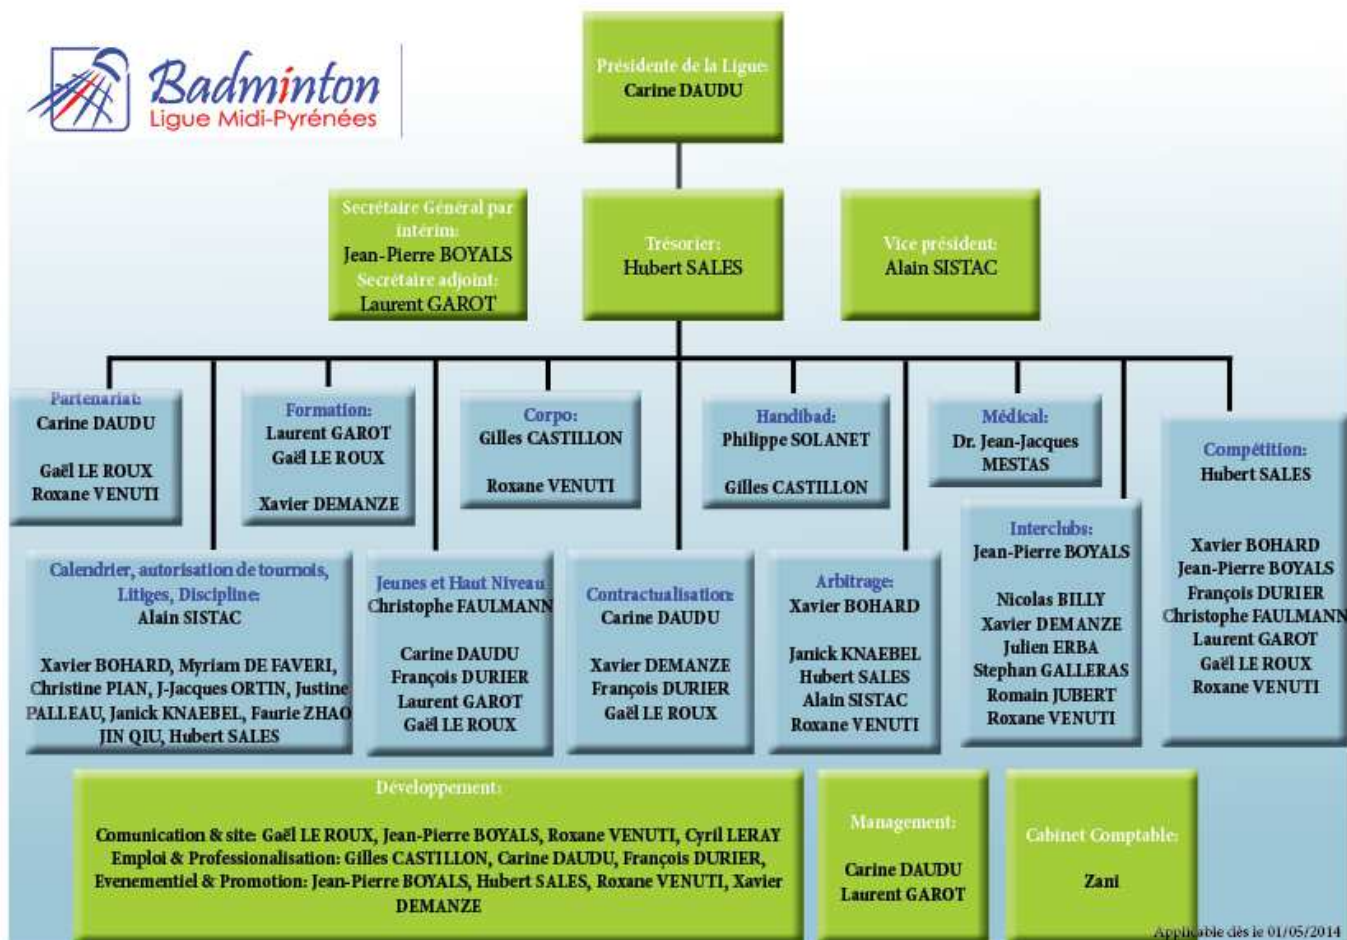 Badminton
Ligue Midi-Pyrénées
Présidente de la Ligue:
Carine DAUDU
Secrétaire Général par
intérim:
Jean-Pierre BOYALS
Secrétaire adjoint:
Laurent GAROT
Trésorier:
Hubert SALES
Vice président:
Alain SISTAC
Partenariat:
Carine DAUDU
Gaël LE ROUX
Roxane VENUTI
Formation:
Laurent GAROT
Gaël LE ROUX
Xavier DEMANZE
Corpo:
Gilles CASTILLON
Roxane VENUTI
Handibad:
Philippe SOLANET
Gilles CASTILLON
Médical:
Dr. Jean-Jacques
MESTAS
Compétition:
Hubert SALES
Xavier BOHARD
Jean-Pierre BOYALS
François DURIER
Christophe FAULMANN
Laurent GAROT
Gaël LE ROUX
Roxane VENUTI
Calendrier, autorisation de tournois,
Litiges, Discipline:
Alain SISTAC
Xavier BOHARD, Myriam DE FAVERI,
Christine PIAN, J-Jacques ORTIN, Justine
PALLEAU, Janick KNAEBEL, Faurie ZHAO
JIN QIU, Hubert SALES
Jeunes et Haut Niveau
Christophe FAULMANN
Carine DAUDU
François DURIER
Laurent GAROT
Gaël LE ROUX
Contractualisation:
Carine DAUDU
Xavier DEMANZE
François DURIER
Gaël LE ROUX
Arbitrage:
Xavier BOHARD
Janick KNAEBEL
Hubert SALES
Alain SISTAC
Roxane VENUTI
Interclubs:
Jean-Pierre BOYALS
Nicolas BILLY
Xavier DEMANZE
Julien ERBA
Stephan GALLERAS
Romain JUBERT
Roxane VENUTI
Développement:
Comunication & site: Gaël LE ROUX, Jean-Pierre BOYALS, Roxane VENUTI, Cyril LERAY
Emploi & Professionalisation: Gilles CASTILLON, Carine DAUDU, François DURIER,
Evenementiel & Promotion: Jean-Pierre BOYALS, Hubert SALES, Roxane VENUTI, Xavier
DEMANZE
Management:
Carine DAUDU
Laurent GAROT
Cabinet Comptable:
Zani
Applicable dès le 01/05/2014